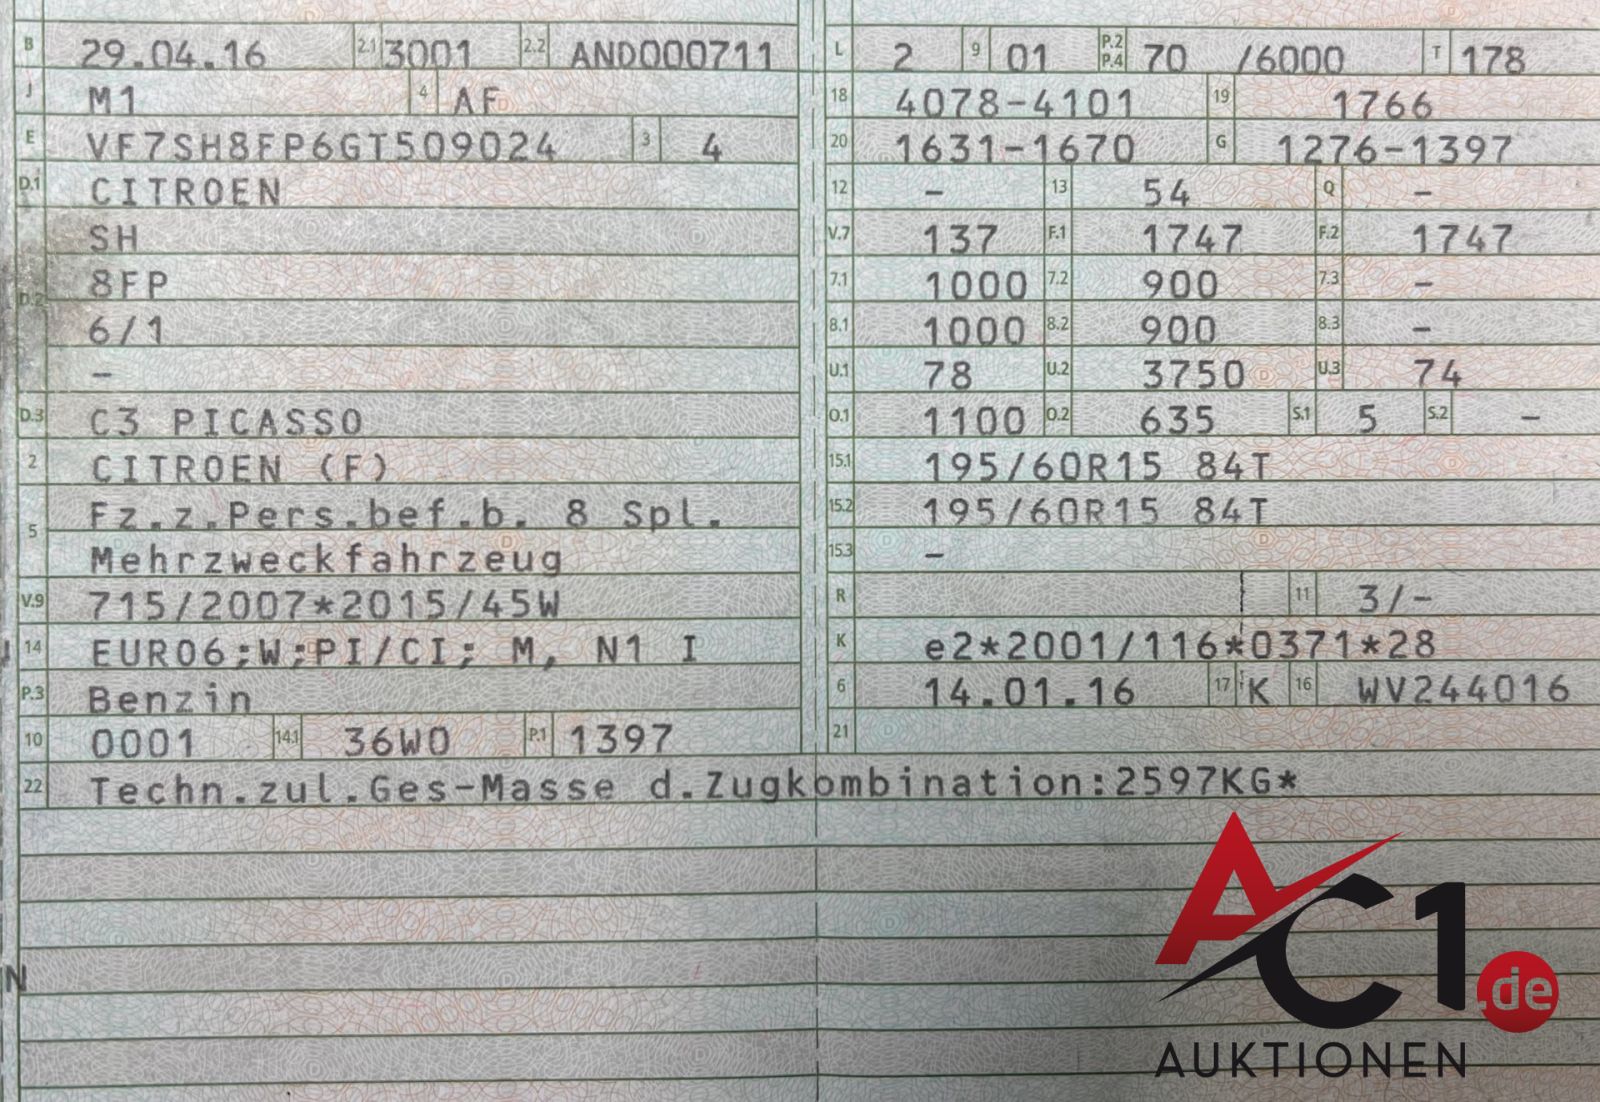 B 29.04.16 2.1 3001 2.2 AND000711
J M1 4 AF
E VF7SH8FP6GT509024 3 4
D.1 CITROEN
SH
D.2 8FP
6/1
-
D.3 C3 PICASSO
2 CITROEN (F)
5 Fz.z.Pers.bef.b. 8 Spl.
Mehrzweckfahrzeug
V.9 715/2007*2015/45W
14 EURO6;W;PI/CI; M, N1 I
P.3 Benzin
10 0001 14.1 36W0 P.1 1397
22 Techn.zul.Ges-Masse d.Zugkombination:2597KG*
L 2 9 01 P.2 P.4 70 /6000 T 178
18 4078-4101 19 1766
20 1631-1670 G 1276-1397
12 - 13 54 Q -
V.7 137 F.1 1747 F.2 1747
7.1 1000 7.2 900 7.3 -
8.1 1000 8.2 900 8.3 -
U.1 78 U.2 3750 U.3 74
O.1 1100 O.2 635 S.1 5 S.2 -
15.1 195/60R15 84T
15.2 195/60R15 84T
15.3 -
R 11 3/-
K e2*2001/116*0371*28
6 14.01.16 17 K 16 WV244016
21
N
AC1.de
AUKTIONEN